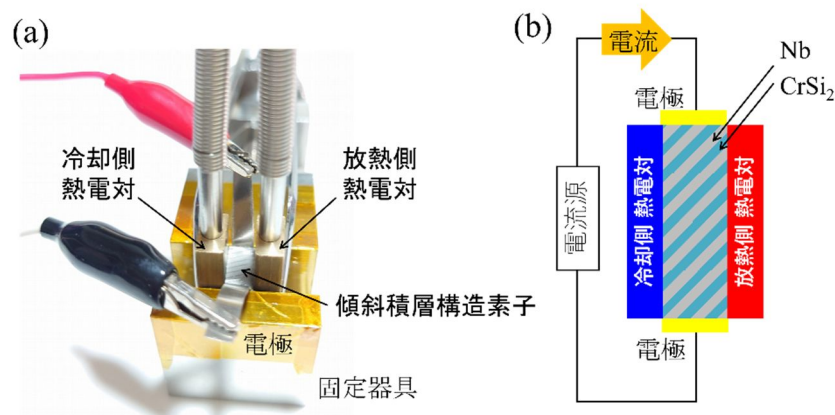 (a)
冷却側
熱電対
放熱側
熱電対
傾斜積層構造素子
電極
固定器具
(b)
電流
Nb
CrSi₂
電極
電流源
冷却側 熱電対
放熱側 熱電対
電極